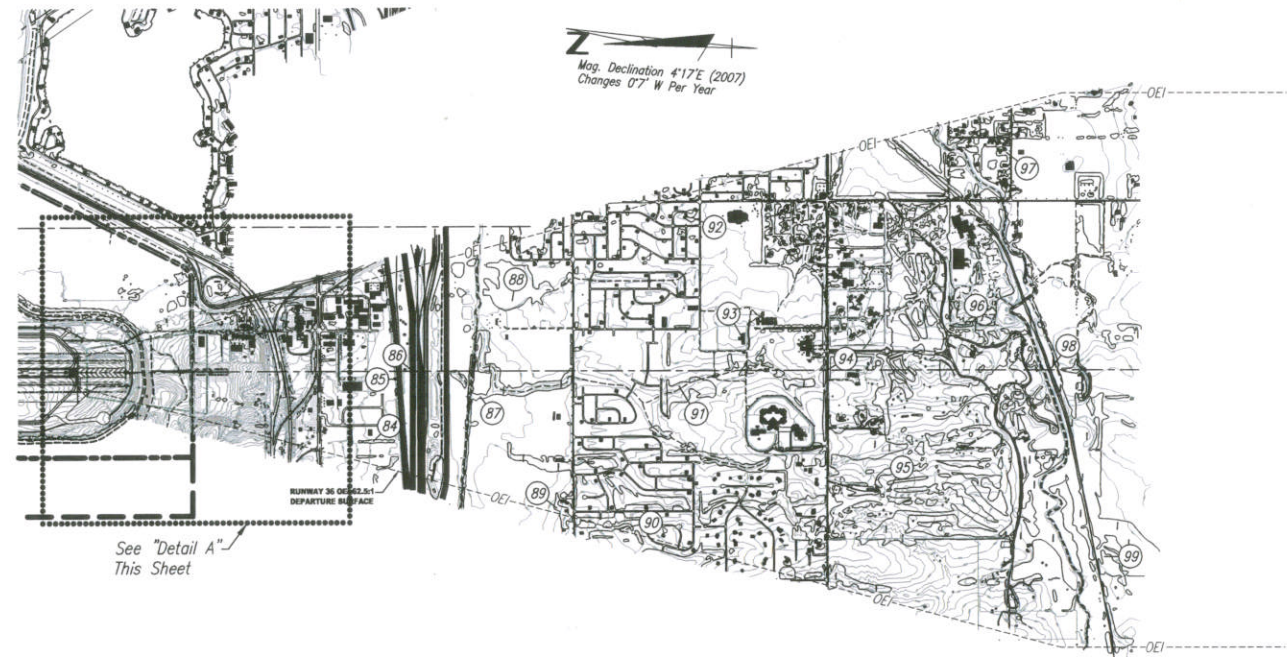 Z
Mag. Declination 4°17'E (2007)
Changes 0°7' W Per Year
OEI
OEI
97
92
OEI
88
93
96
86
94
98
85
91
87
84
95
RUNWAY 36 OEI 62.5:1
DEPARTURE SURFACE
OEI
89
90
See "Detail A"
This Sheet
99
OEI
OEI